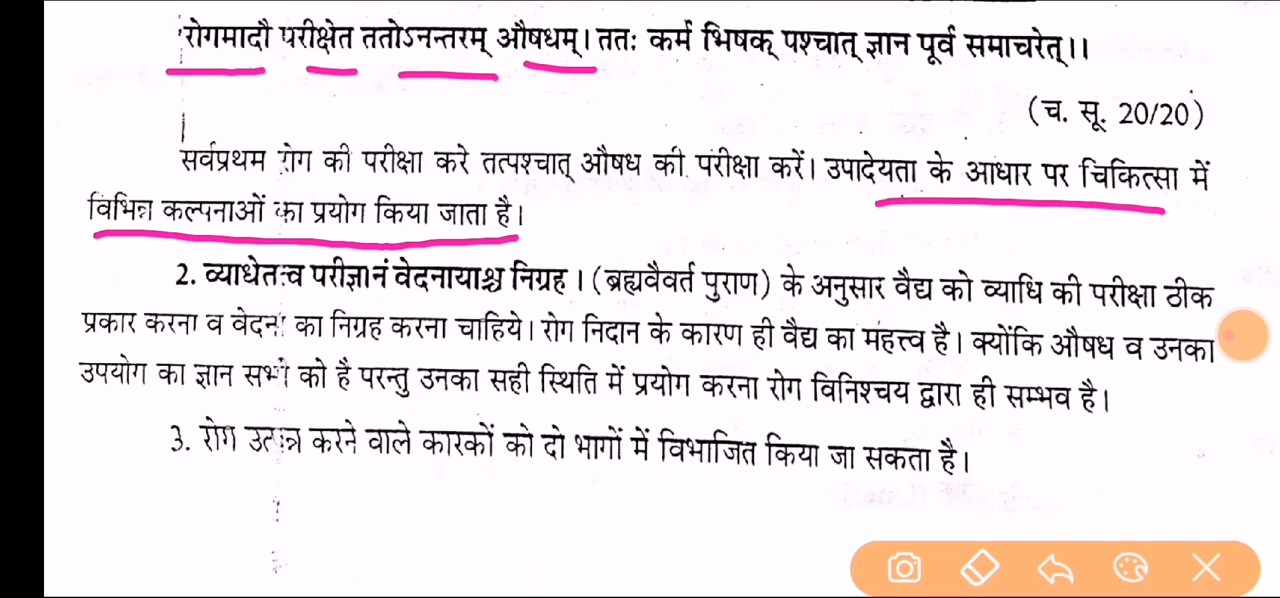 रोगमादौ परीक्षेत ततोऽनन्तरम् औषधम्। ततः कर्म भिषक् पश्चात् ज्ञान पूर्व समाचरेत्।।
(च. सू. 20/20)
सर्वप्रथम रोग की परीक्षा करे तत्पश्चात् औषध की परीक्षा करें। उपादेयता के आधार पर चिकित्सा में
विभिन्न कल्पनाओं का प्रयोग किया जाता है।
2. व्याधेतत्व परीज्ञानं वेदनायाश्च निग्रह । (ब्रह्यवैवर्त पुराण) के अनुसार वैद्य को व्याधि की परीक्षा ठीक
प्रकार करना व वेदना का निग्रह करना चाहिये। रोग निदान के कारण ही वैद्य का महत्त्व है। क्योंकि औषध व उनका
उपयोग का ज्ञान सभी को है परन्तु उनका सही स्थिति में प्रयोग करना रोग विनिश्चय द्वारा ही सम्भव है।
3. रोग उत्पन्न करने वाले कारकों को दो भागों में विभाजित किया जा सकता है।